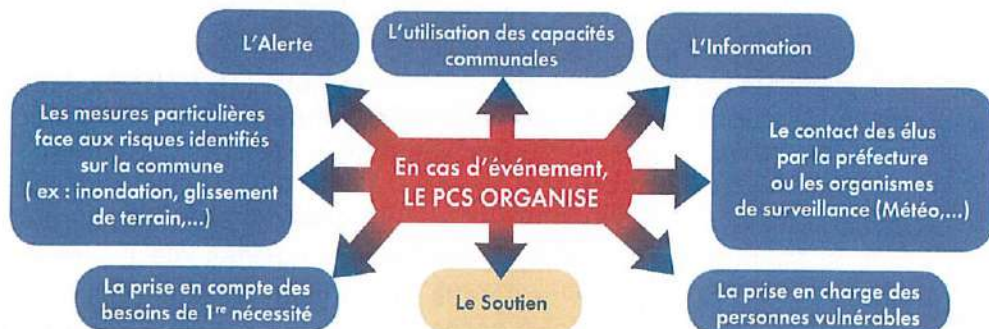 L'Alerte
L'utilisation des capacités
communales
L'Information
Les mesures particulières
face aux risques identifiés
sur la commune
( ex : inondation, glissement
de terrain,...)
En cas d'événement,
LE PCS ORGANISE
Le contact des élus
par la préfecture
ou les organismes
de surveillance (Météo,...)
La prise en compte des
besoins de 1re nécessité
Le Soutien
La prise en charge des
personnes vulnérables